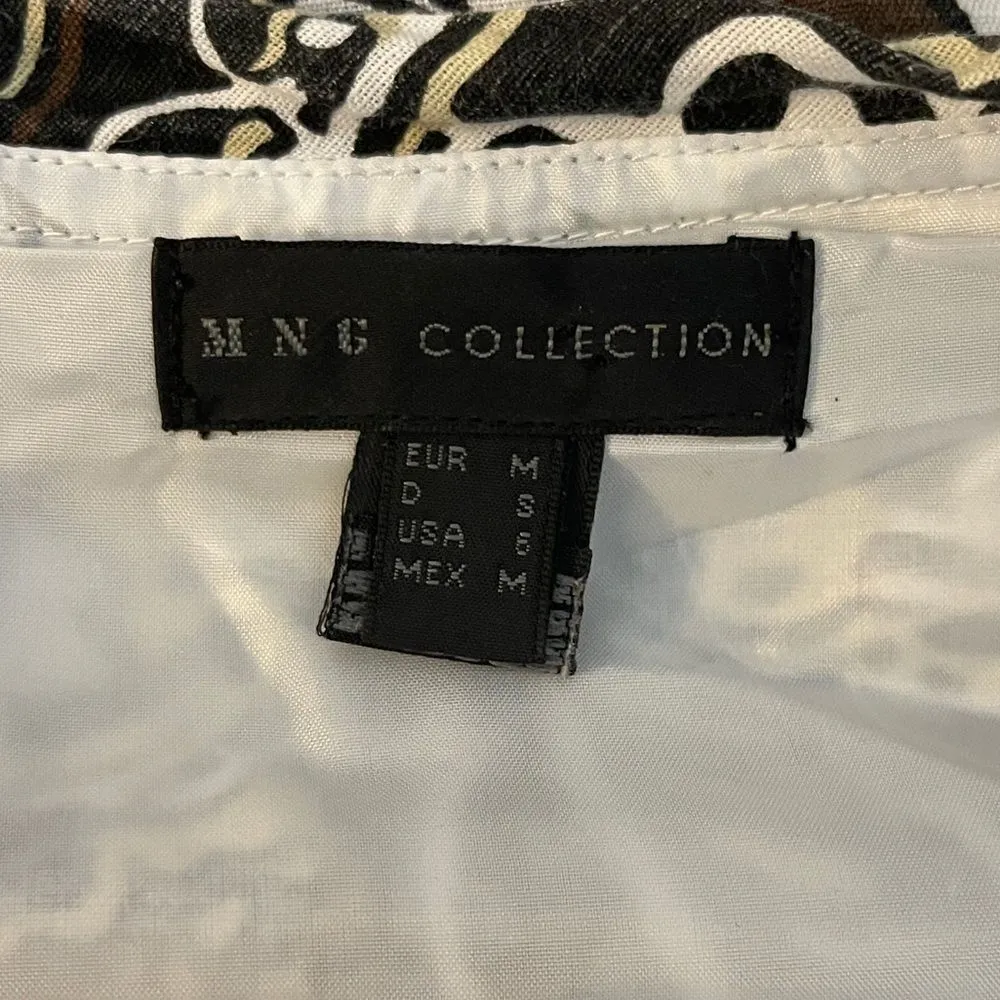 MNG COLLECTION
EUR M
D S
USA 6
MEX M